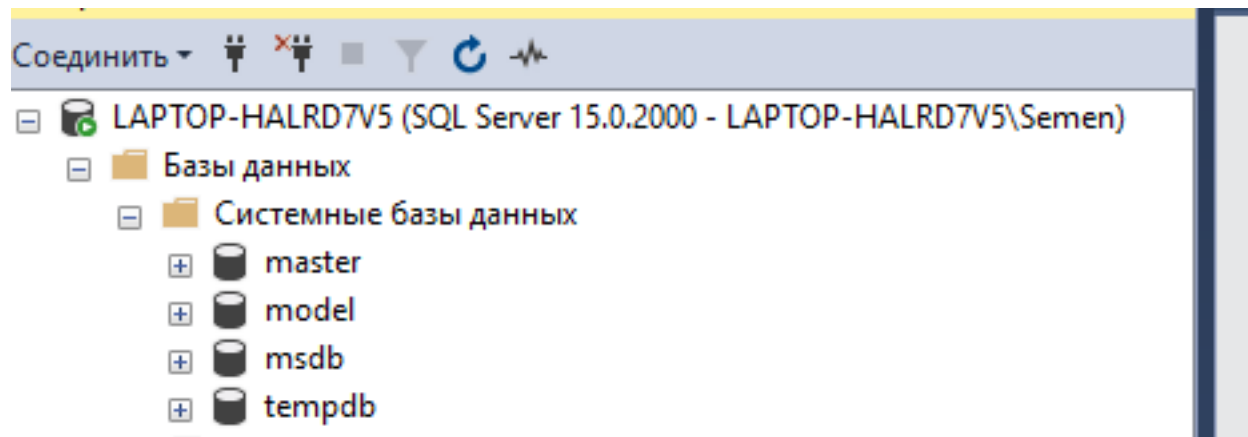 Соединить
LAPTOP-HALRD7V5 (SQL Server 15.0.2000 - LAPTOP-HALRD7V5\Semen)
Базы данных
Системные базы данных
master
model
msdb
tempdb